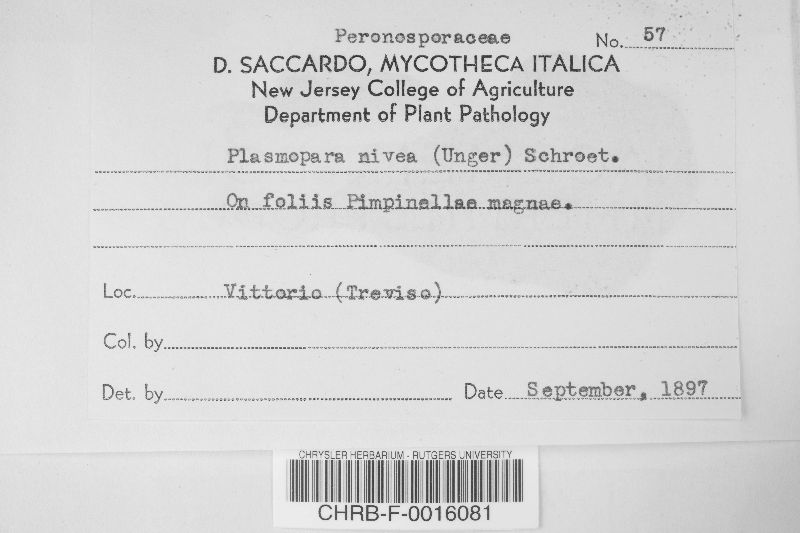 Peronosporaceae
No. 57
D. SACCARDO, MYCOTHECA ITALICA
New Jersey College of Agriculture
Department of Plant Pathology
Plasmopara nivea (Unger) Schroet.
On foliis Pimpinellae magnae.
Loc. Vittorio (Treviso)
Col. by
Det. by
Date September, 1897
CHRYSLER HERBARIUM - RUTGERS UNIVERSITY
CHRB-F-0016081